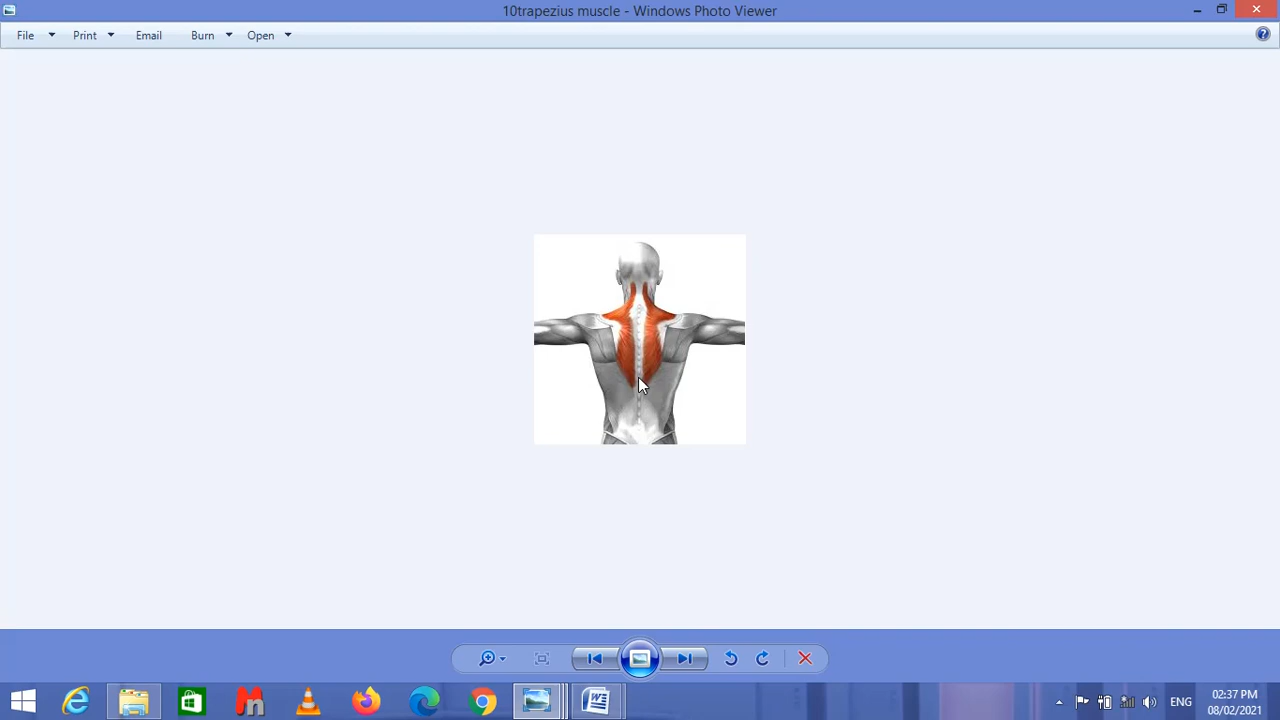 10trapezius muscle - Windows Photo Viewer
File Print Email Burn Open
ENG
02:37 PM
08/02/2021